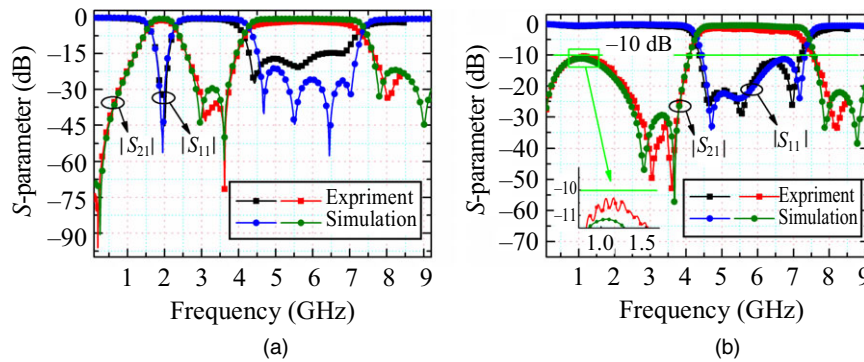 S-parameter (dB)
0
–15
–30
–45
–60
–75
–90
|S21|
|S11|
Expriment
Simulation
1 2 3 4 5 6 7 8 9
Frequency (GHz)
(a)
S-parameter (dB)
0
–10
–20
–30
–40
–50
–60
–70
–10 dB
|S21|
|S11|
–10
–11
1.0 1.5
Experiment
Simulation
1 2 3 4 5 6 7 8 9
Frequency (GHz)
(b)